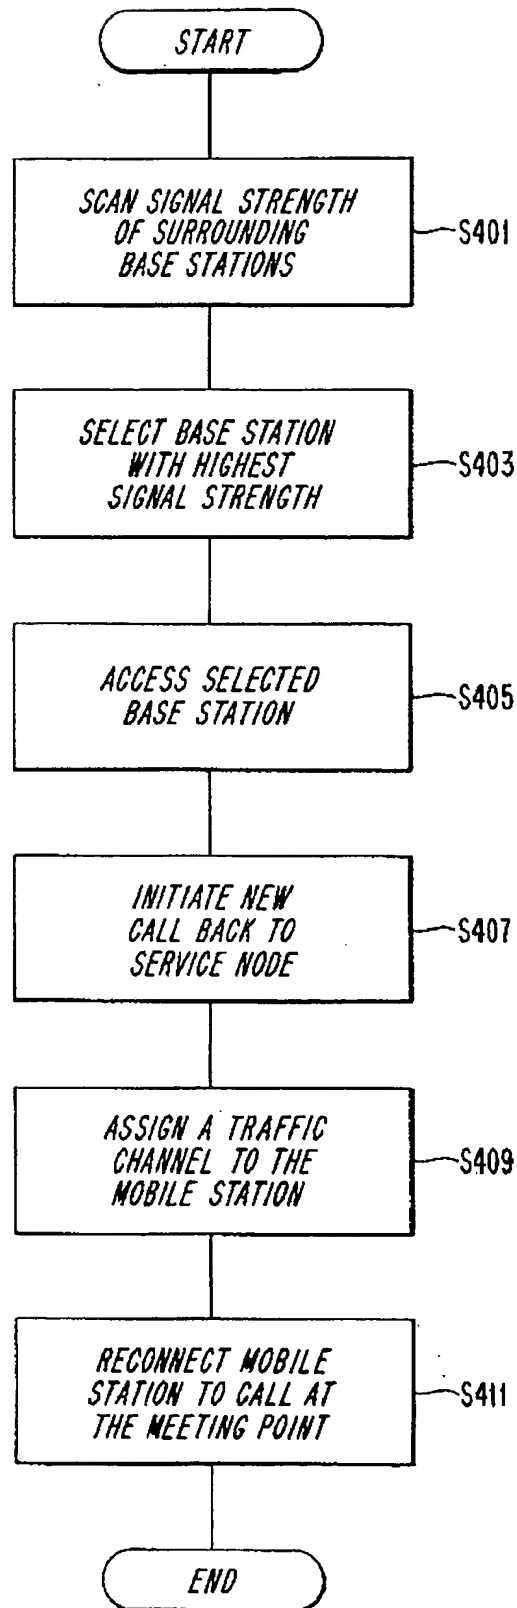 START
SCAN SIGNAL STRENGTH
OF SURROUNDING
BASE STATIONS
S401
SELECT BASE STATION
WITH HIGHEST
SIGNAL STRENGTH
S403
ACCESS SELECTED
BASE STATION
S405
INITIATE NEW
CALL BACK TO
SERVICE NODE
S407
ASSIGN A TRAFFIC
CHANNEL TO THE
MOBILE STATION
S409
RECONNECT MOBILE
STATION TO CALL AT
THE MEETING POINT
S411
END